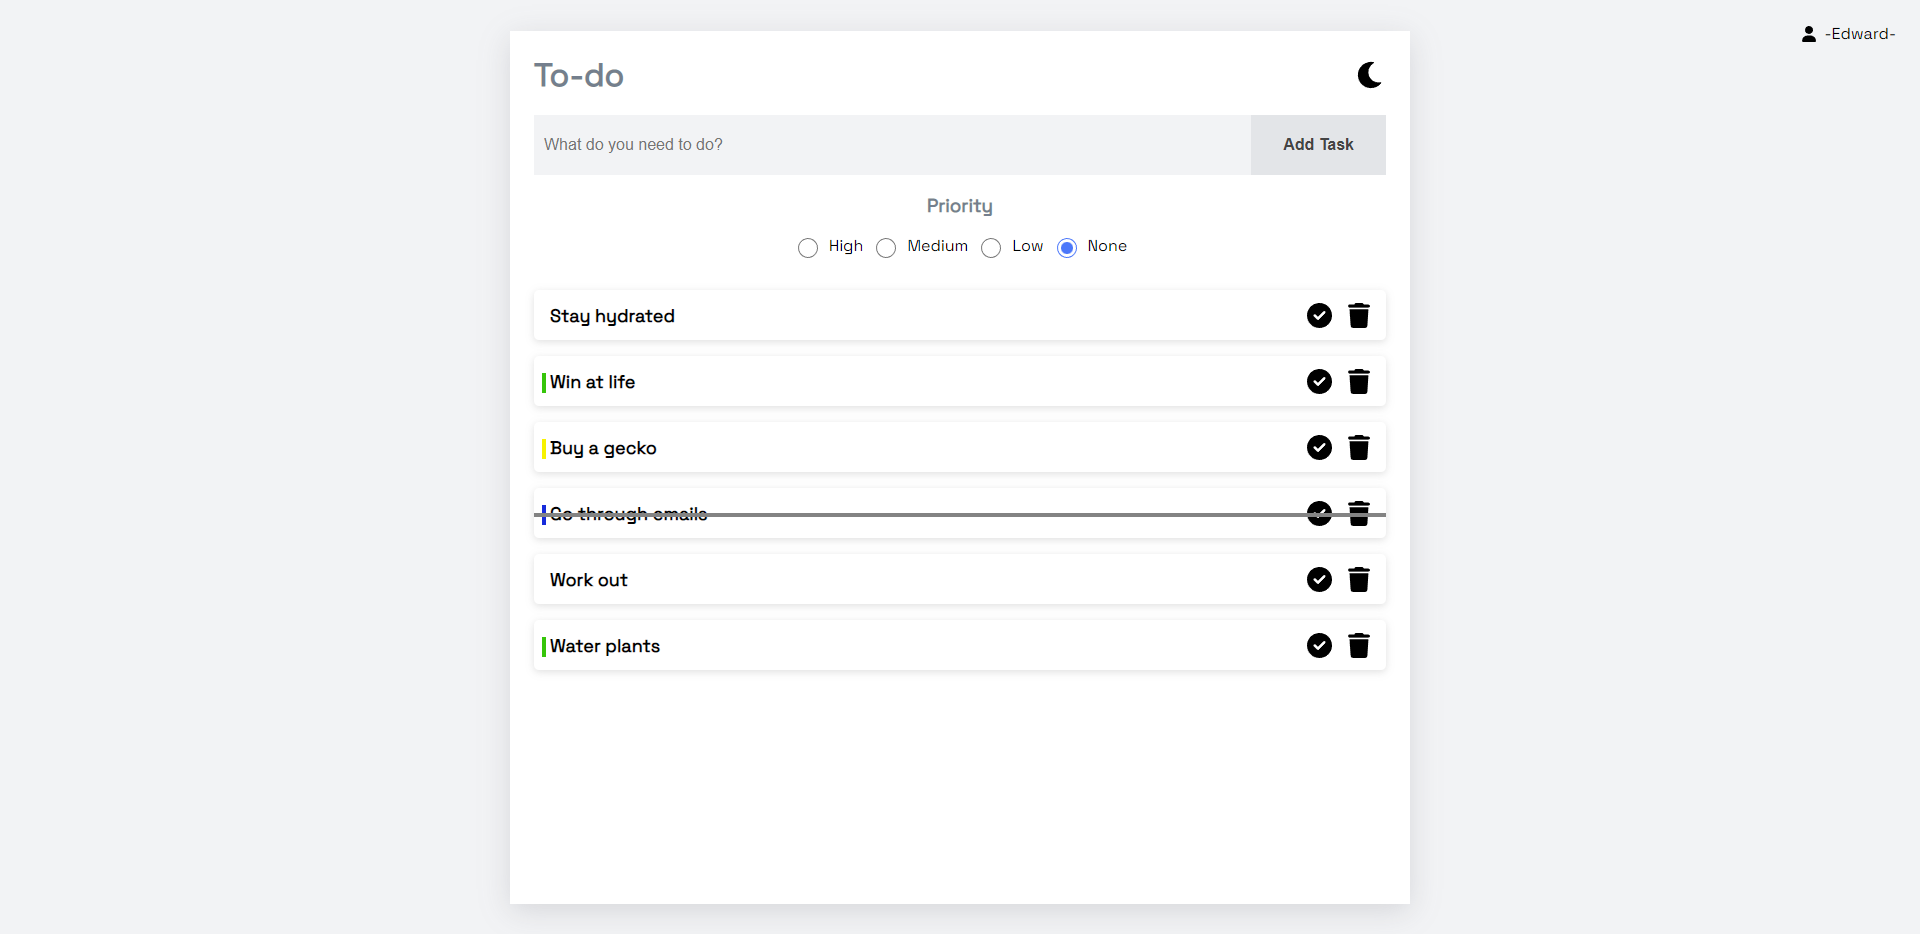 -Edward-
To-do
What do you need to do?
Add Task
Priority
High Medium Low None
Stay hydrated
Win at life
Buy a gecko
Go through emails
Work out
Water plants